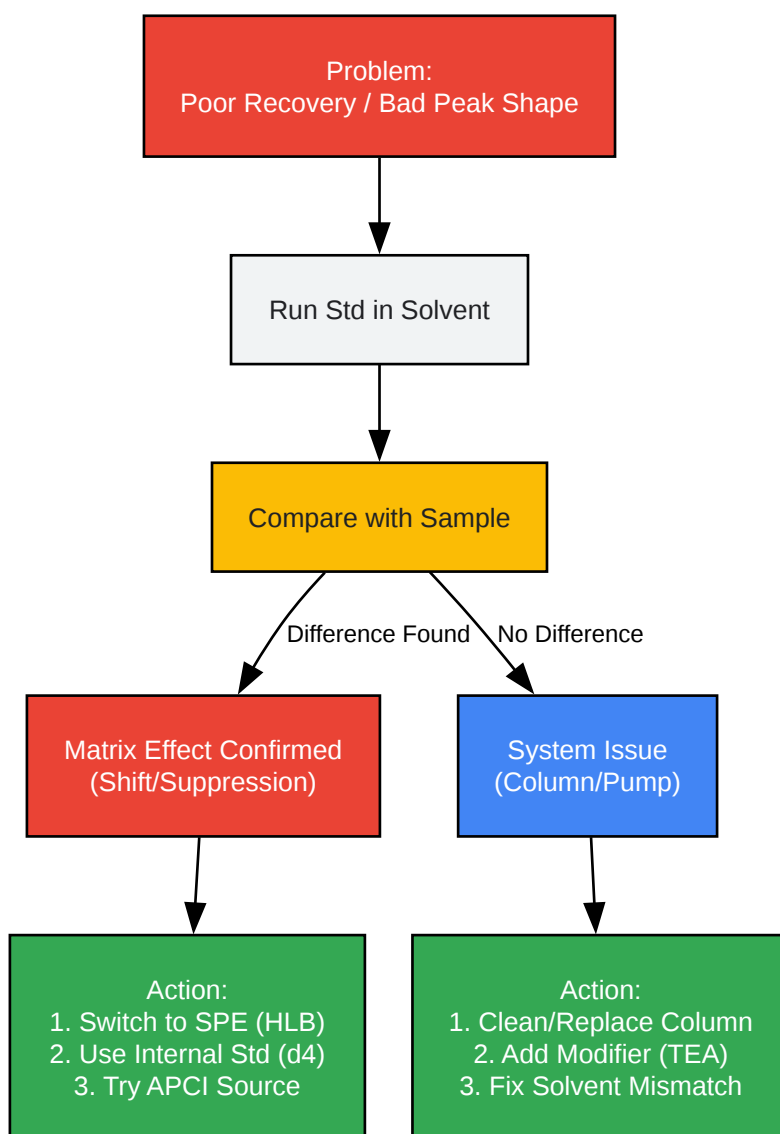 Problem:
Poor Recovery / Bad Peak Shape
Run Std in Solvent
Compare with Sample
Difference Found
No Difference
Matrix Effect Confirmed
(Shift/Suppression)
System Issue
(Column/Pump)
Action:
1. Switch to SPE (HLB)
2. Use Internal Std (d4)
3. Try APCI Source
Action:
1. Clean/Replace Column
2. Add Modifier (TEA)
3. Fix Solvent Mismatch